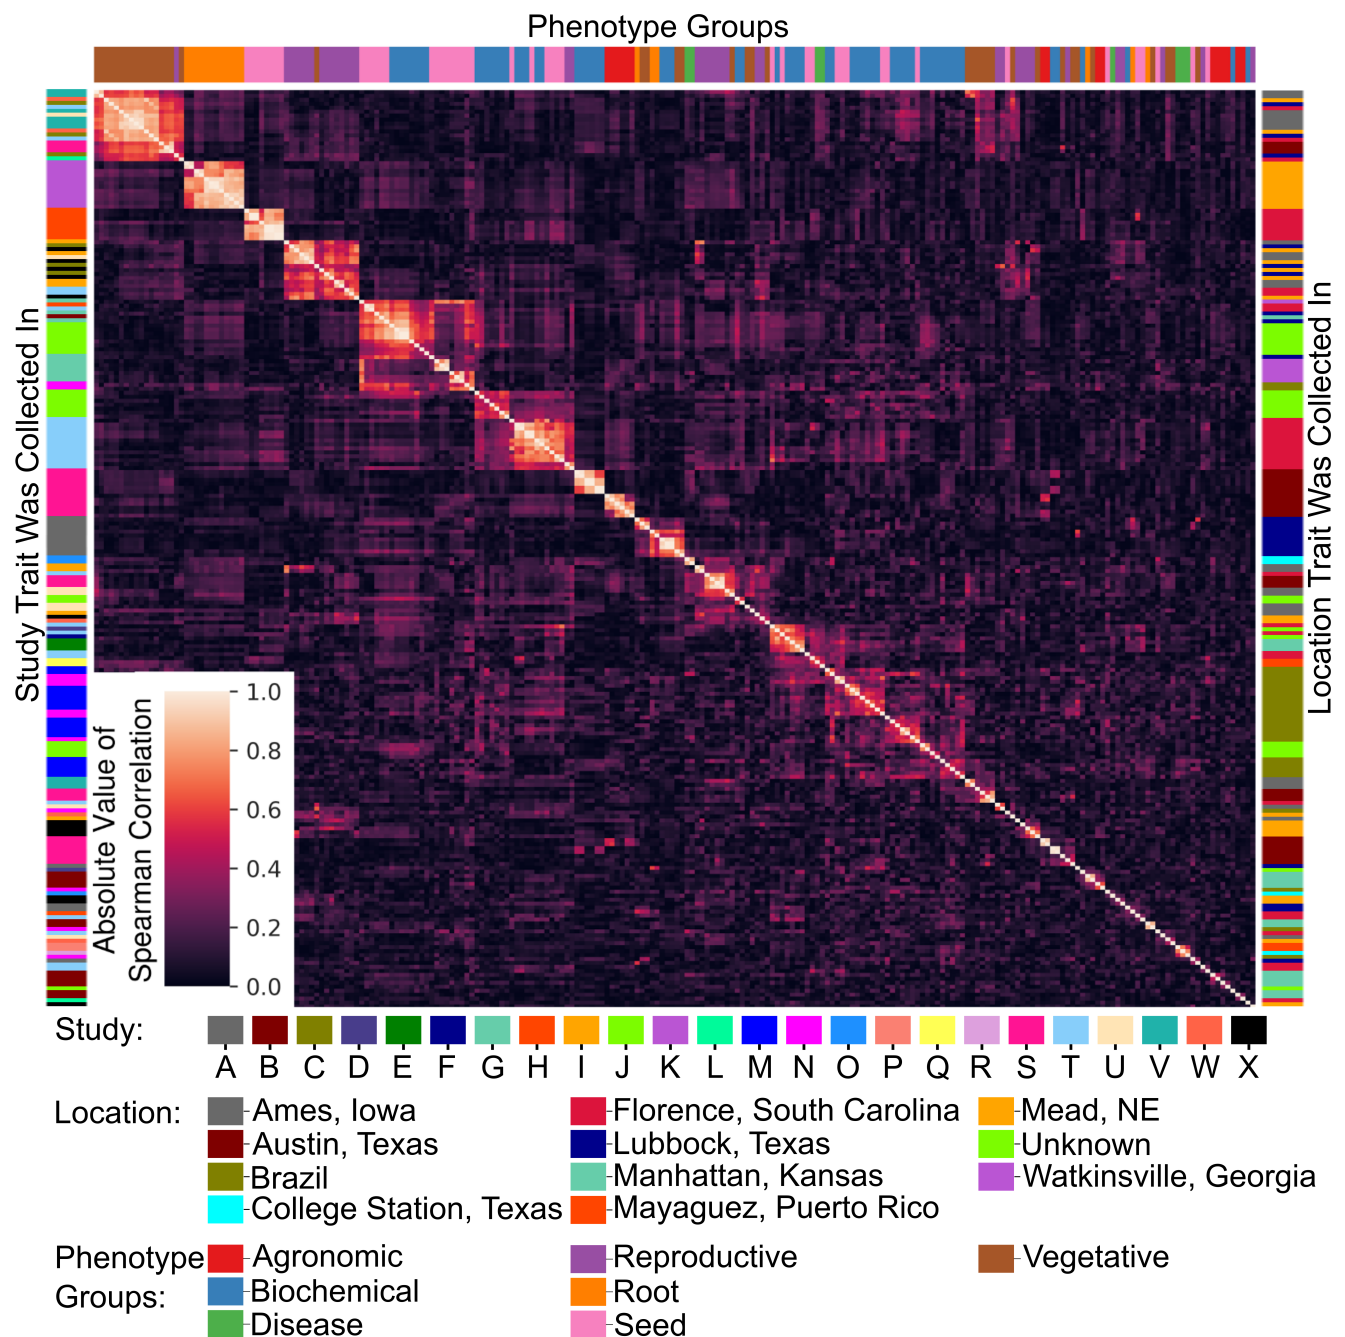 Phenotype Groups
Study Trait Was Collected In
Location Trait Was Collected In
Absolute Value of
Spearman Correlation
1.0
0.8
0.6
0.4
0.2
0.0
Study:
A B C D E F G H I J K L M N O P Q R S T U V W X
Location:
Ames, Iowa
Austin, Texas
Brazil
College Station, Texas
Florence, South Carolina
Lubbock, Texas
Manhattan, Kansas
Mayaguez, Puerto Rico
Mead, NE
Unknown
Watkinsville, Georgia
Phenotype
Groups:
Agronomic
Biochemical
Disease
Reproductive
Root
Seed
Vegetative